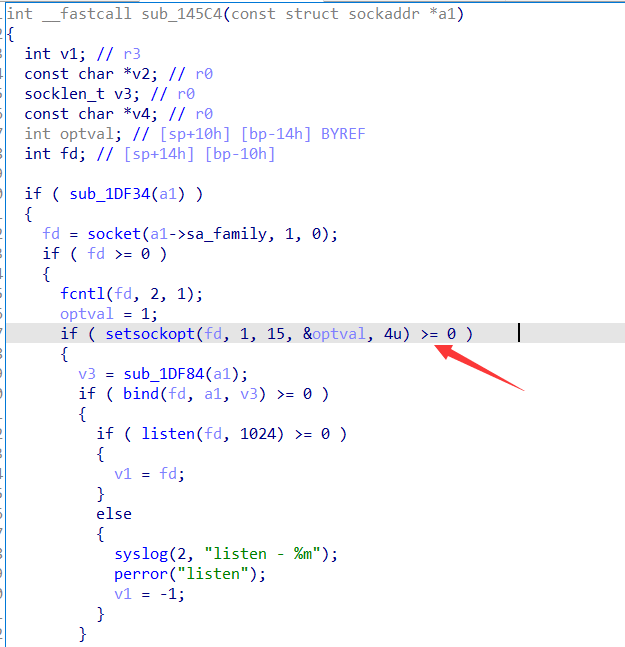 int __fastcall sub_145C4(const struct sockaddr *a1)
{
  int v1; // r3
  const char *v2; // r0
  socklen_t v3; // r0
  const char *v4; // r0
  int optval; // [sp+10h] [bp-14h] BYREF
  int fd; // [sp+14h] [bp-10h]

  if ( sub_1DF34(a1) )
  {
    fd = socket(a1->sa_family, 1, 0);
    if ( fd >= 0 )
    {
      fcntl(fd, 2, 1);
      optval = 1;
      if ( setsockopt(fd, 1, 15, &optval, 4u) >= 0 )
      {
        v3 = sub_1DF84(a1);
        if ( bind(fd, a1, v3) >= 0 )
        {
          if ( listen(fd, 1024) >= 0 )
          {
            v1 = fd;
          }
          else
          {
            syslog(2, "listen - %m");
            perror("listen");
            v1 = -1;
          }
        }